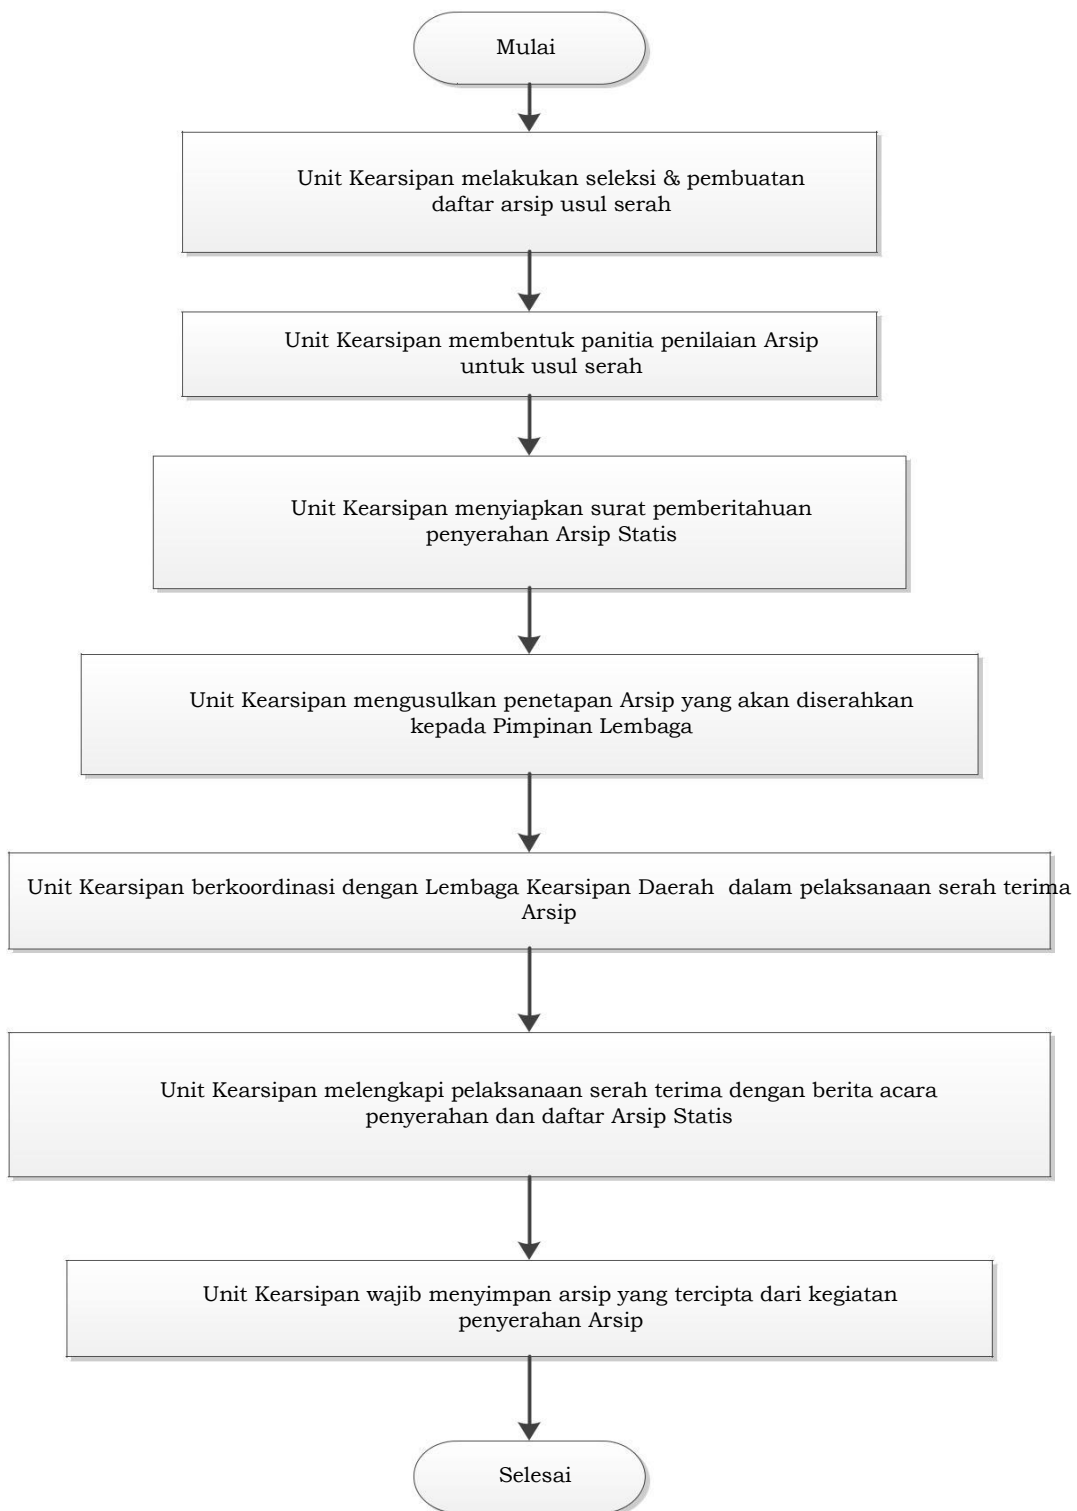 Mulai
Unit Kearsipan melakukan seleksi & pembuatan
daftar arsip usul serah
Unit Kearsipan membentuk panitia penilaian Arsip
untuk usul serah
Unit Kearsipan menyiapkan surat pemberitahuan
penyerahan Arsip Statis
Unit Kearsipan mengusulkan penetapan Arsip yang akan diserahkan
kepada Pimpinan Lembaga
Unit Kearsipan berkoordinasi dengan Lembaga Kearsipan Daerah dalam pelaksanaan serah terima
Arsip
Unit Kearsipan melengkapi pelaksanaan serah terima dengan berita acara
penyerahan dan daftar Arsip Statis
Unit Kearsipan wajib menyimpan arsip yang tercipta dari kegiatan
penyerahan Arsip
Selesai